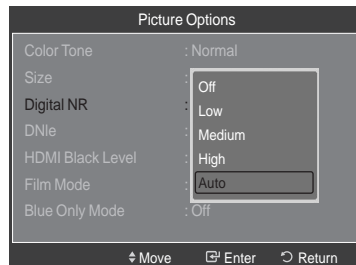 Picture Options
Color Tone : Normal
Size :
Digital NR :
DNIe :
HDMI Black Level :
Film Mode :
Blue Only Mode : Off
Off
Low
Medium
High
Auto
Move Enter Return